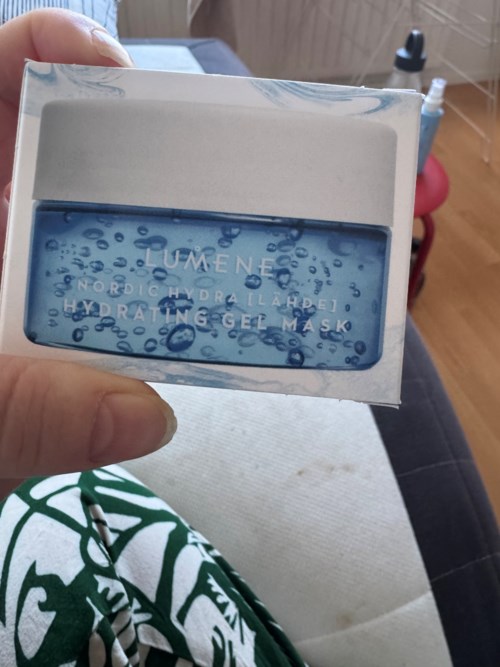 LUMENE
NORDIC HYDRA [LÄHDE]
HYDRATING GEL MASK